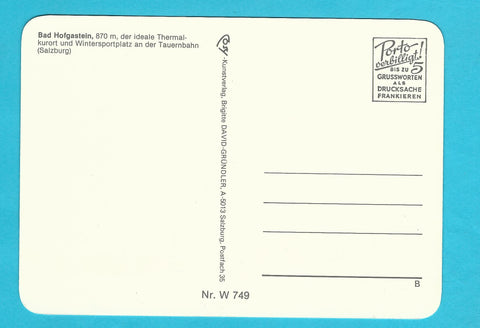 Bad Hofgastein, 870 m, der ideale Thermal-
kurort und Wintersportplatz an der Tauernbahn
(Salzburg)
-Kunstverlag, Brigitte DAVID-GRÜNDLER, A-5013 Salzburg, Postfach 35
Porto
verbilligt!
BIS ZU 5
GRUSSWORTEN
ALS
DRUCKSACHE
FRANKIEREN
B
Nr. W 749